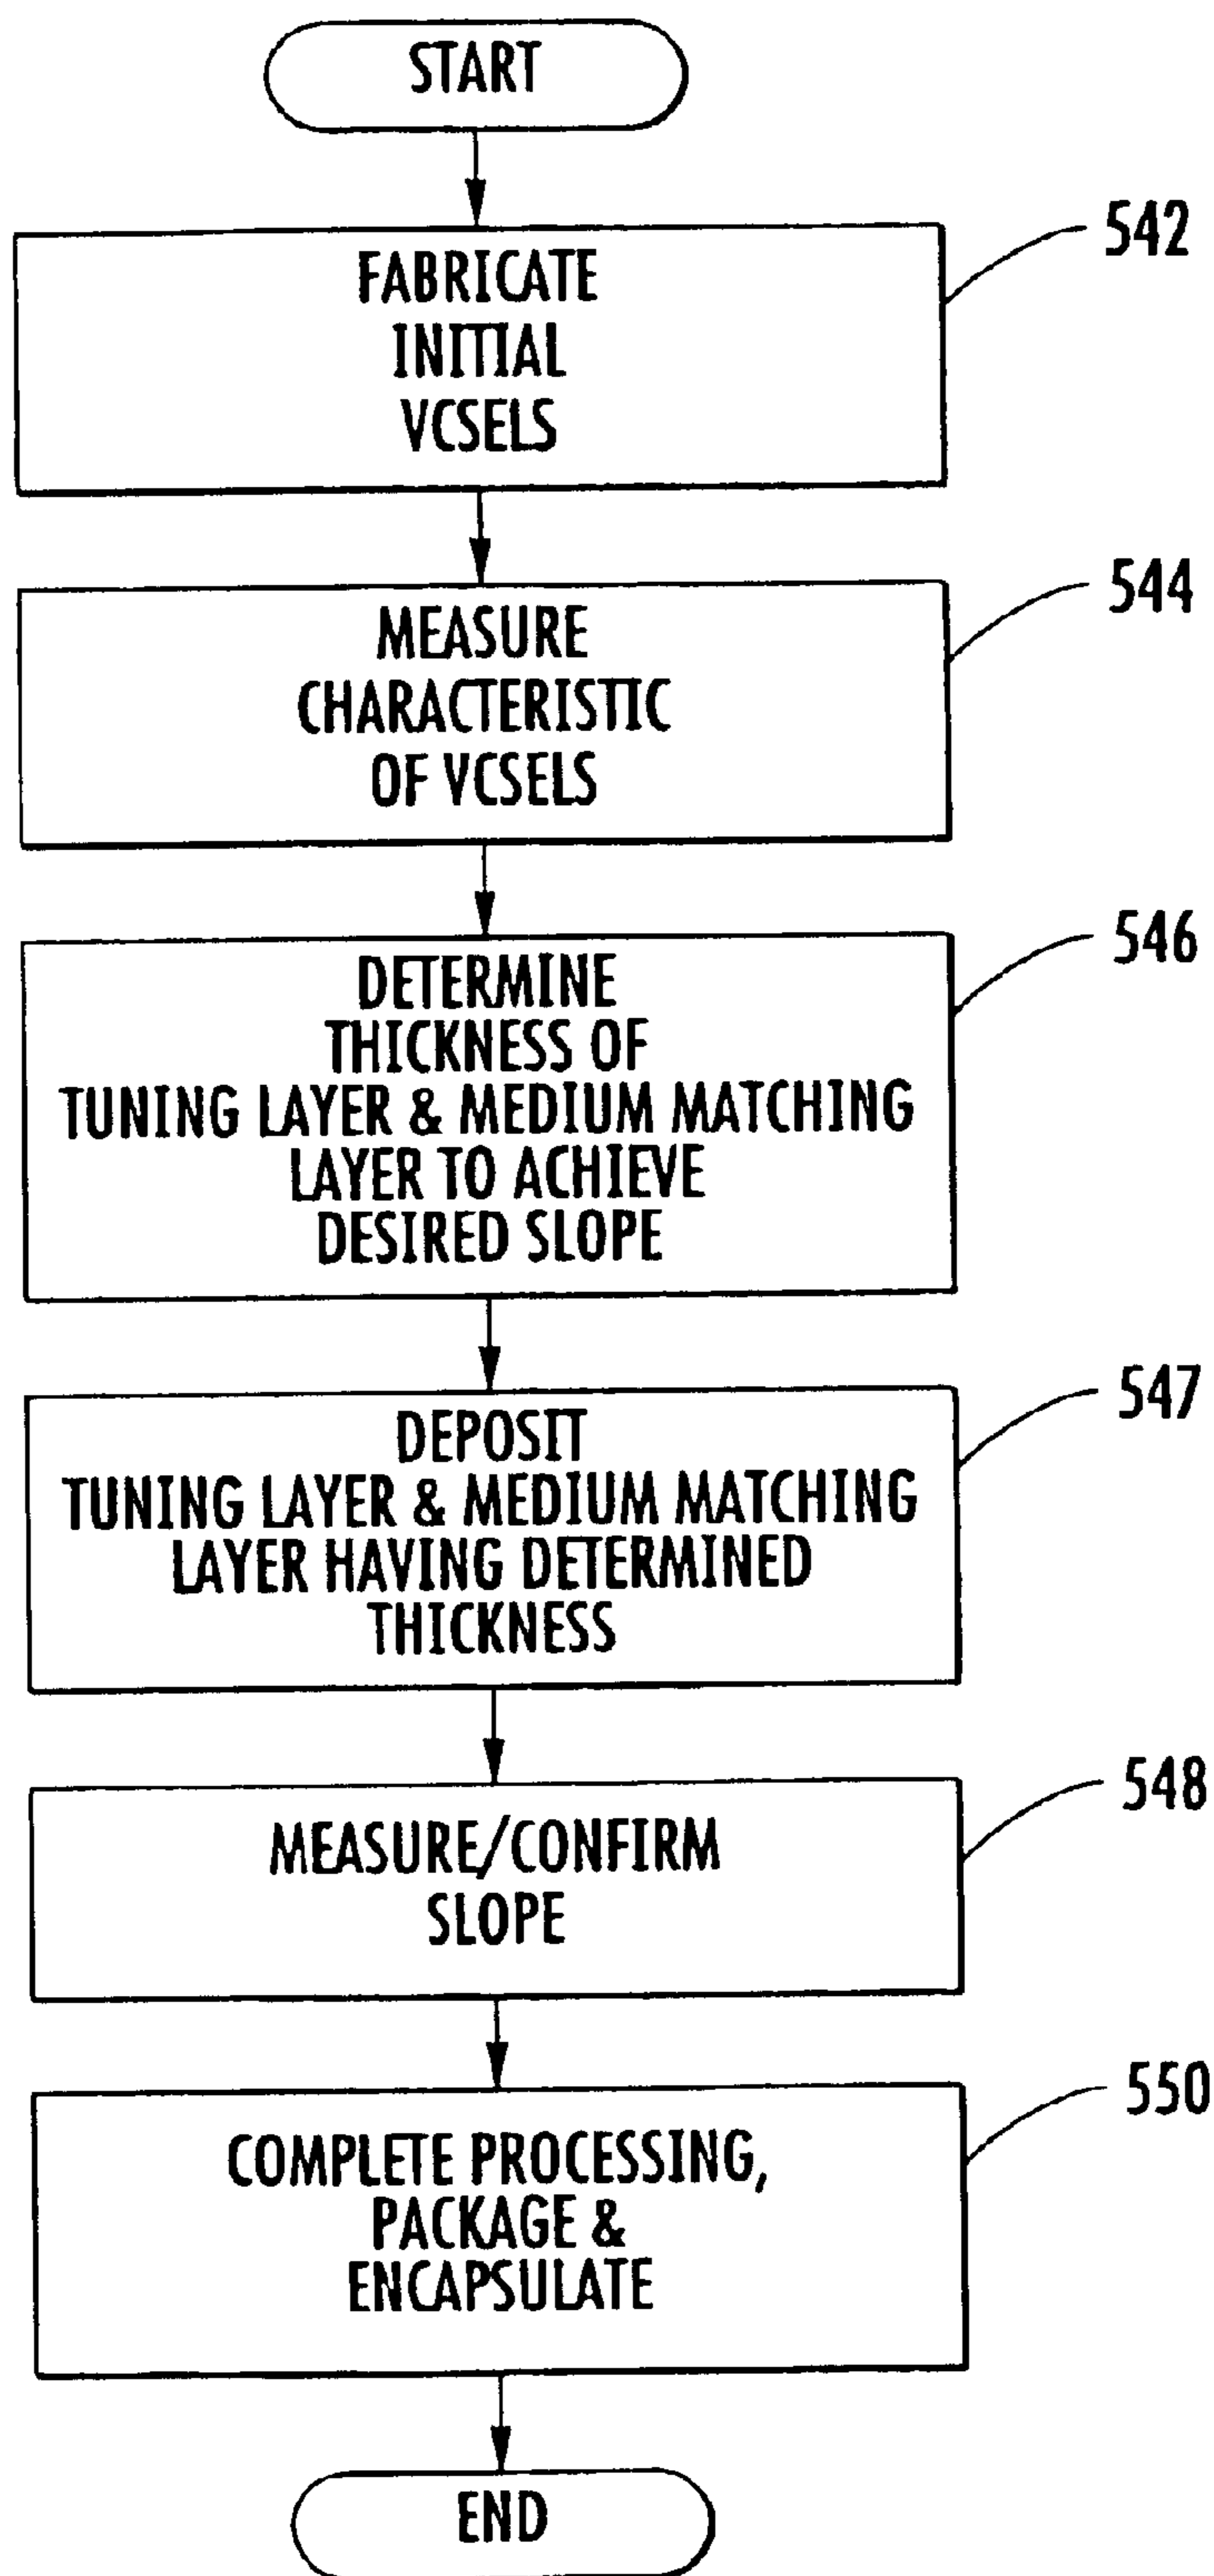 START
542
FABRICATE
INITIAL
VCSELS
544
MEASURE
CHARACTERISTIC
OF VCSELS
546
DETERMINE
THICKNESS OF
TUNING LAYER & MEDIUM MATCHING
LAYER TO ACHIEVE
DESIRED SLOPE
547
DEPOSIT
TUNING LAYER & MEDIUM MATCHING
LAYER HAVING DETERMINED
THICKNESS
548
MEASURE/CONFIRM
SLOPE
550
COMPLETE PROCESSING,
PACKAGE &
ENCAPSULATE
END